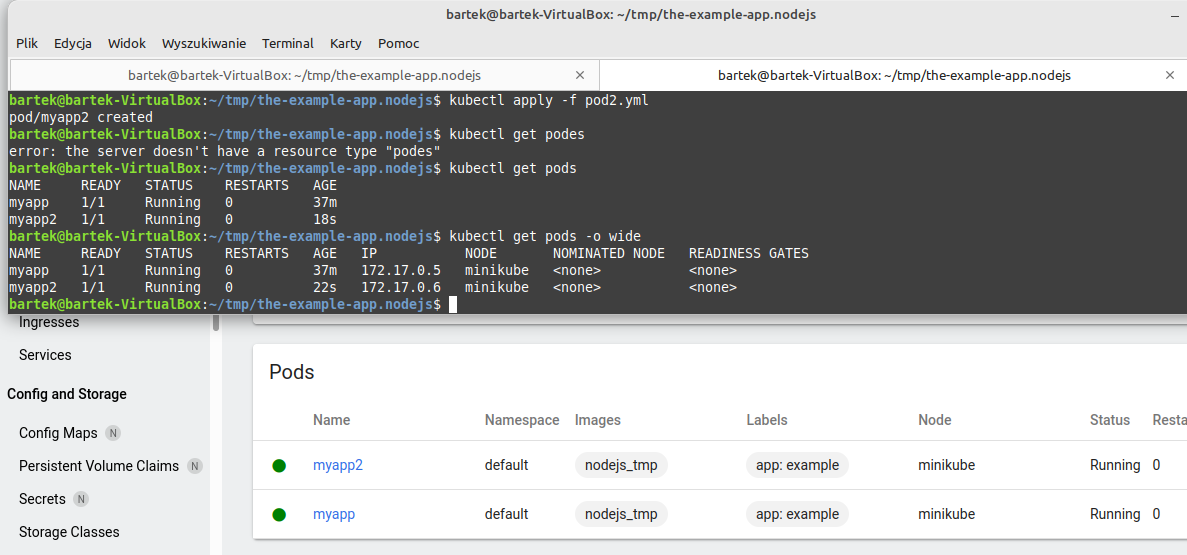 bartek@bartek-VirtualBox: ~/tmp/the-example-app.nodejs
Plik Edycja Widok Wyszukiwanie Terminal Karty Pomoc
bartek@bartek-VirtualBox: ~/tmp/the-example-app.nodejs × bartek@bartek-VirtualBox: ~/tmp/the-example-app.nodejs ×
bartek@bartek-VirtualBox:~/tmp/the-example-app.nodejs$ kubectl apply -f pod2.yml
pod/myapp2 created
bartek@bartek-VirtualBox:~/tmp/the-example-app.nodejs$ kubectl get podes
error: the server doesn't have a resource type "podes"
bartek@bartek-VirtualBox:~/tmp/the-example-app.nodejs$ kubectl get pods
NAME READY STATUS RESTARTS AGE
myapp 1/1 Running 0 37m
myapp2 1/1 Running 0 18s
bartek@bartek-VirtualBox:~/tmp/the-example-app.nodejs$ kubectl get pods -o wide
NAME READY STATUS RESTARTS AGE IP NODE NOMINATED NODE READINESS GATES
myapp 1/1 Running 0 37m 172.17.0.5 minikube <none> <none>
myapp2 1/1 Running 0 22s 172.17.0.6 minikube <none> <none>
bartek@bartek-VirtualBox:~/tmp/the-example-app.nodejs$
Ingresses
Services
Config and Storage
Config Maps N
Persistent Volume Claims N
Secrets N
Storage Classes
Pods
Name Namespace Images Labels Node Status Resta
myapp2 default nodejs_tmp app: example minikube Running 0
myapp default nodejs_tmp app: example minikube Running 0